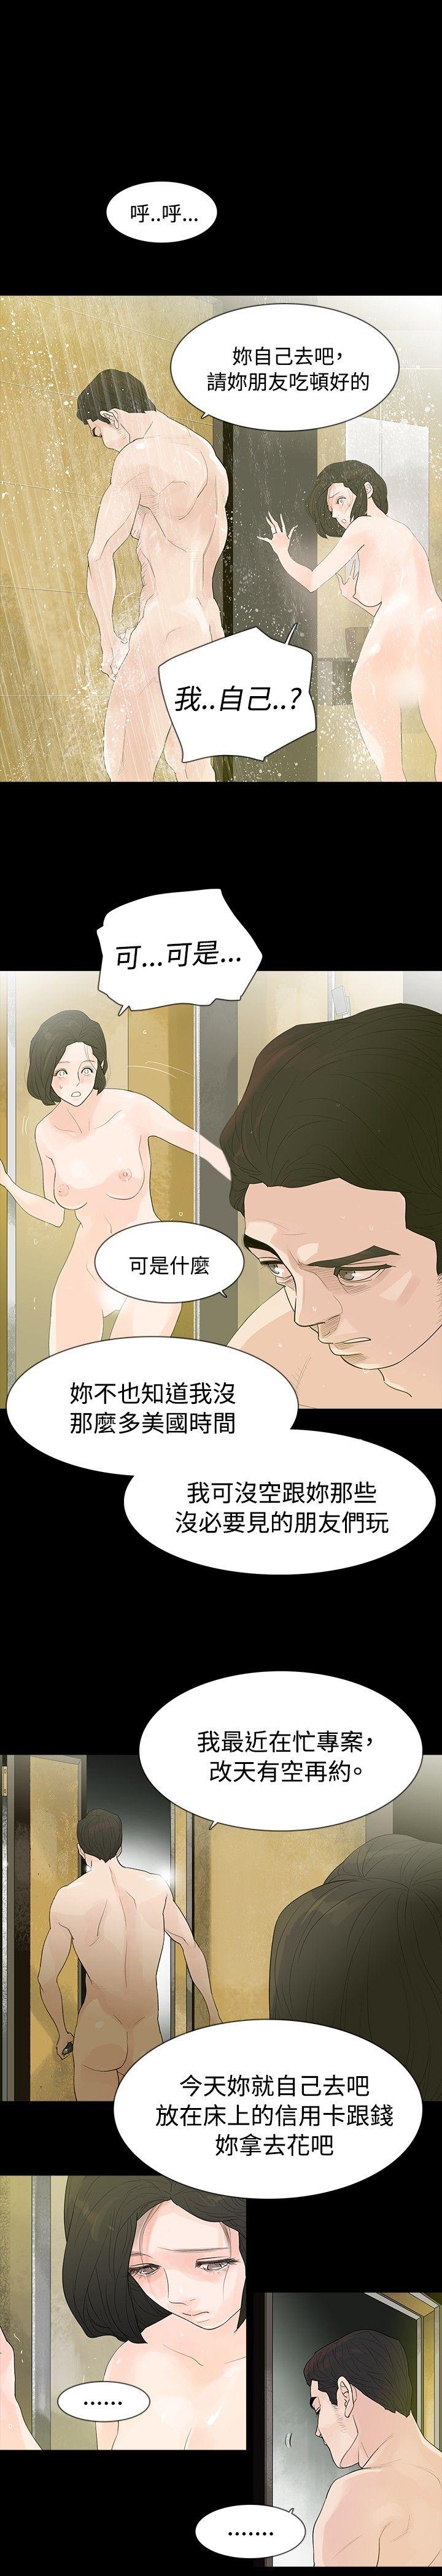 呼..呼...
妳自己去吧,
請妳朋友吃頓好的
我..自己..?
可...可是...
可是什麼
妳不也知道我沒
那麼多美國時間
我可沒空跟妳那些
沒必要見的朋友們玩
我最近在忙專案,
改天有空再約。
今天妳就自己去吧
放在床上的信用卡跟錢
妳拿去花吧
......
.......